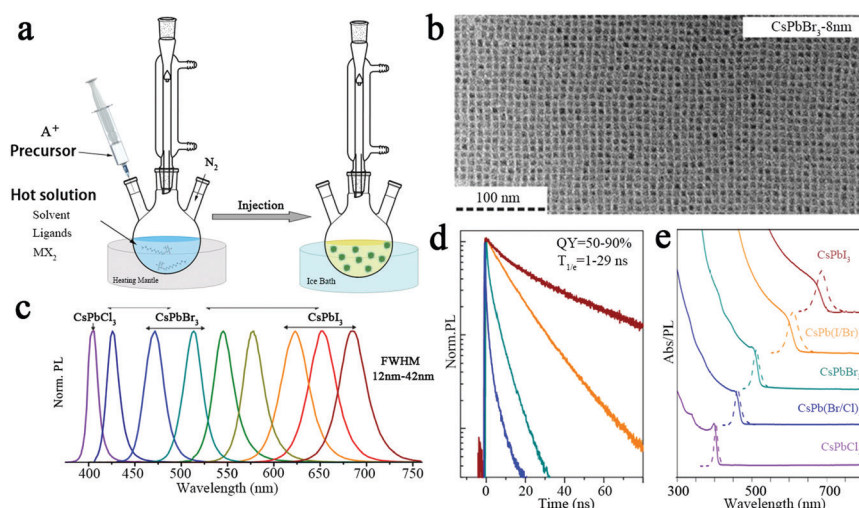 a
A+
Precursor
N2
Hot solution
Solvent
Ligands
MX2
Injection
Heating Mantle
Ice Bath
b
CsPbBr3-8nm
100 nm
c
CsPbCl3
CsPbBr3
CsPbI3
FWHM
12nm-42nm
Norm. PL
400 450 500 550 600 650 700 750
Wavelength (nm)
d
QY=50-90%
T1/e=1-29 ns
Norm.PL
0 20 40 60
Time (ns)
e
CsPbI3
CsPb(I/Br)
CsPbBr
CsPb(Br/Cl)
CsPbCl
Abs/PL
300 500 700
Wavelength (nm)